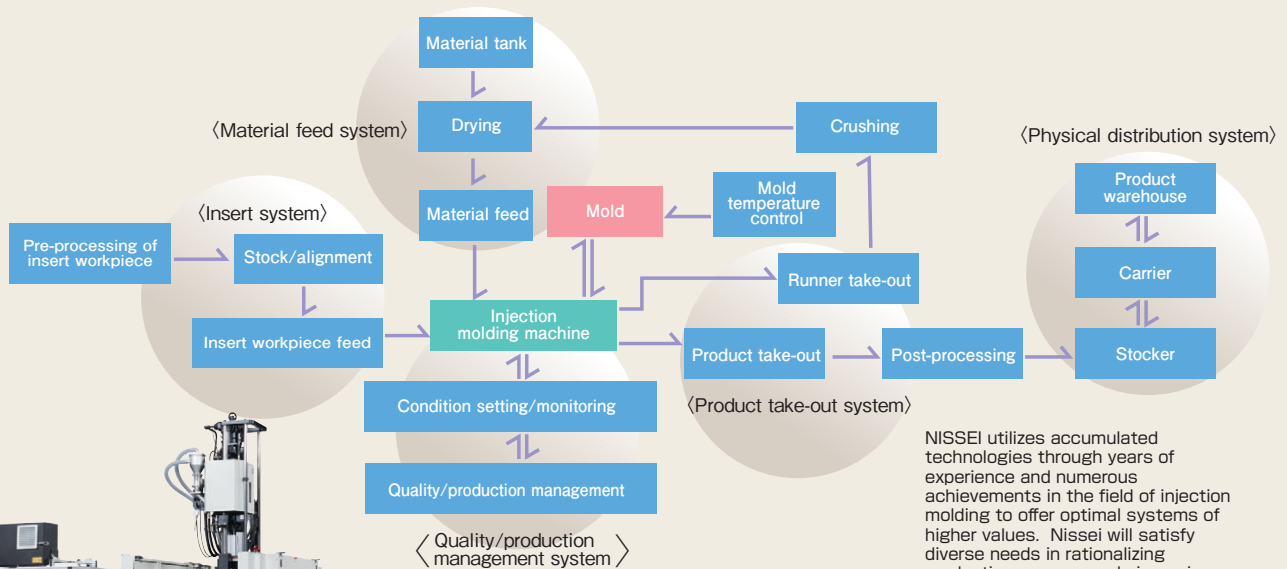 Material tank
〈Material feed system〉
Drying
Crushing
〈Physical distribution system〉
Material feed
Mold
Mold
temperature
control
Product
warehouse
〈Insert system〉
Pre-processing of
insert workpiece
Stock/alignment
Runner take-out
Carrier
Injection
molding machine
Insert workpiece feed
Product take-out
Post-processing
Stocker
Condition setting/monitoring
〈Product take-out system〉
Quality/production management
〈Quality/production
management system〉
NISSEI utilizes accumulated
technologies through years of
experience and numerous
achievements in the field of injection
molding to offer optimal systems of
higher values. Nissei will satisfy
diverse needs in rationalizing